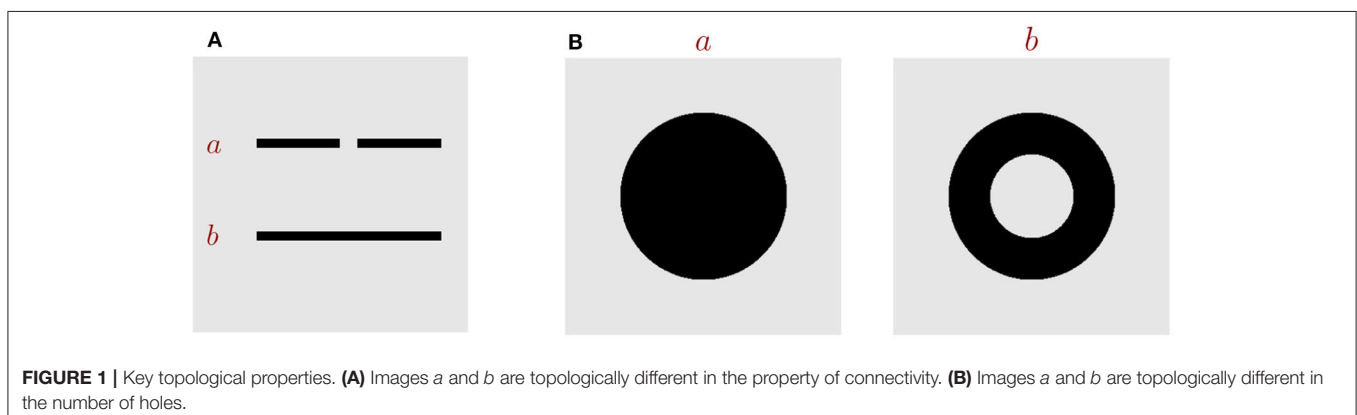 A
B
a
b
a
b
FIGURE 1 | Key topological properties. (A) Images a and b are topologically different in the property of connectivity. (B) Images a and b are topologically different in
the number of holes.